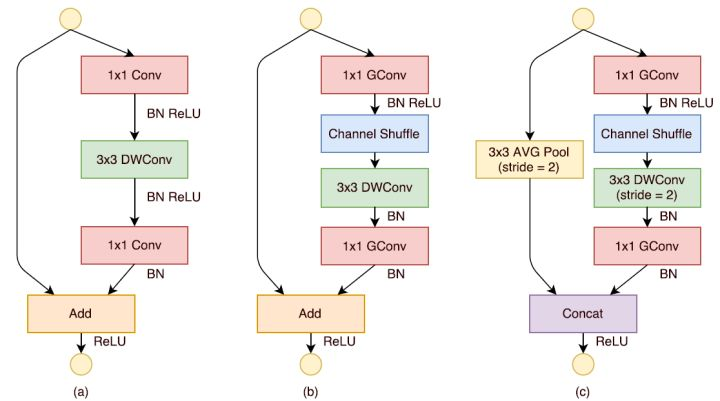 1x1 Conv
BN ReLU
3x3 DWConv
BN ReLU
1x1 Conv
BN
Add
ReLU
(a)
1x1 GConv
BN ReLU
Channel Shuffle
3x3 DWConv
BN
1x1 GConv
BN
Add
ReLU
(b)
1x1 GConv
BN ReLU
Channel Shuffle
3x3 AVG Pool
(stride = 2)
3x3 DWConv
(stride = 2)
BN
1x1 GConv
BN
Concat
ReLU
(c)